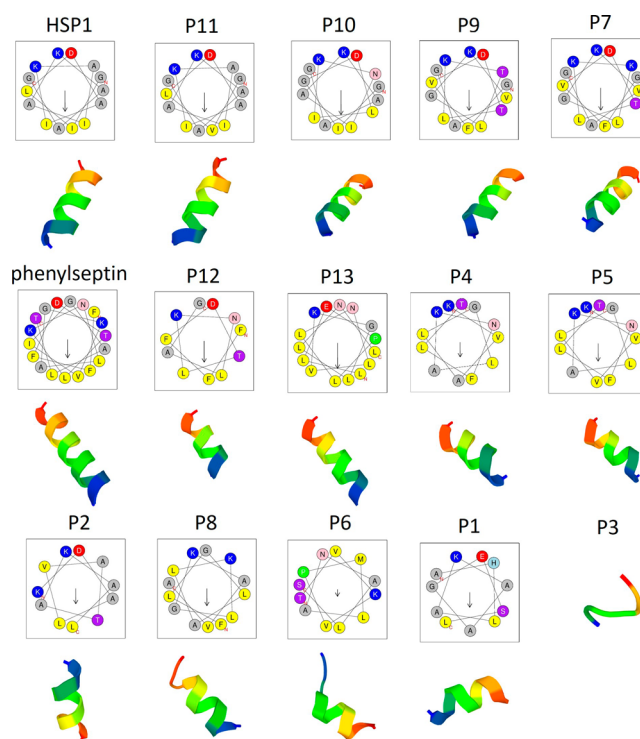 HSP1 P11 P10 P9 P7
K K D A G G L A A A I A I I
K K D A G G L A A A I A V I
K K D N G G G A I L A I I
K K D T G G V V G T L A F L
K K D K G G V V G T L A F L
phenylseptin P12 P13 P4 P5
G D G N F T K K T I A F L A L L V F
G D K N F F A T L F L
K E N N L G L P L L L L V L L L
K K T G L N L V L L F A A
K K T G L N L V L L A V F
P2 P8 P6 P1 P3
K D V A A K A A A T L L
K G K L L A L L L G A A V F
N V M P S A T K A L V L
K E H A G A A S L A L